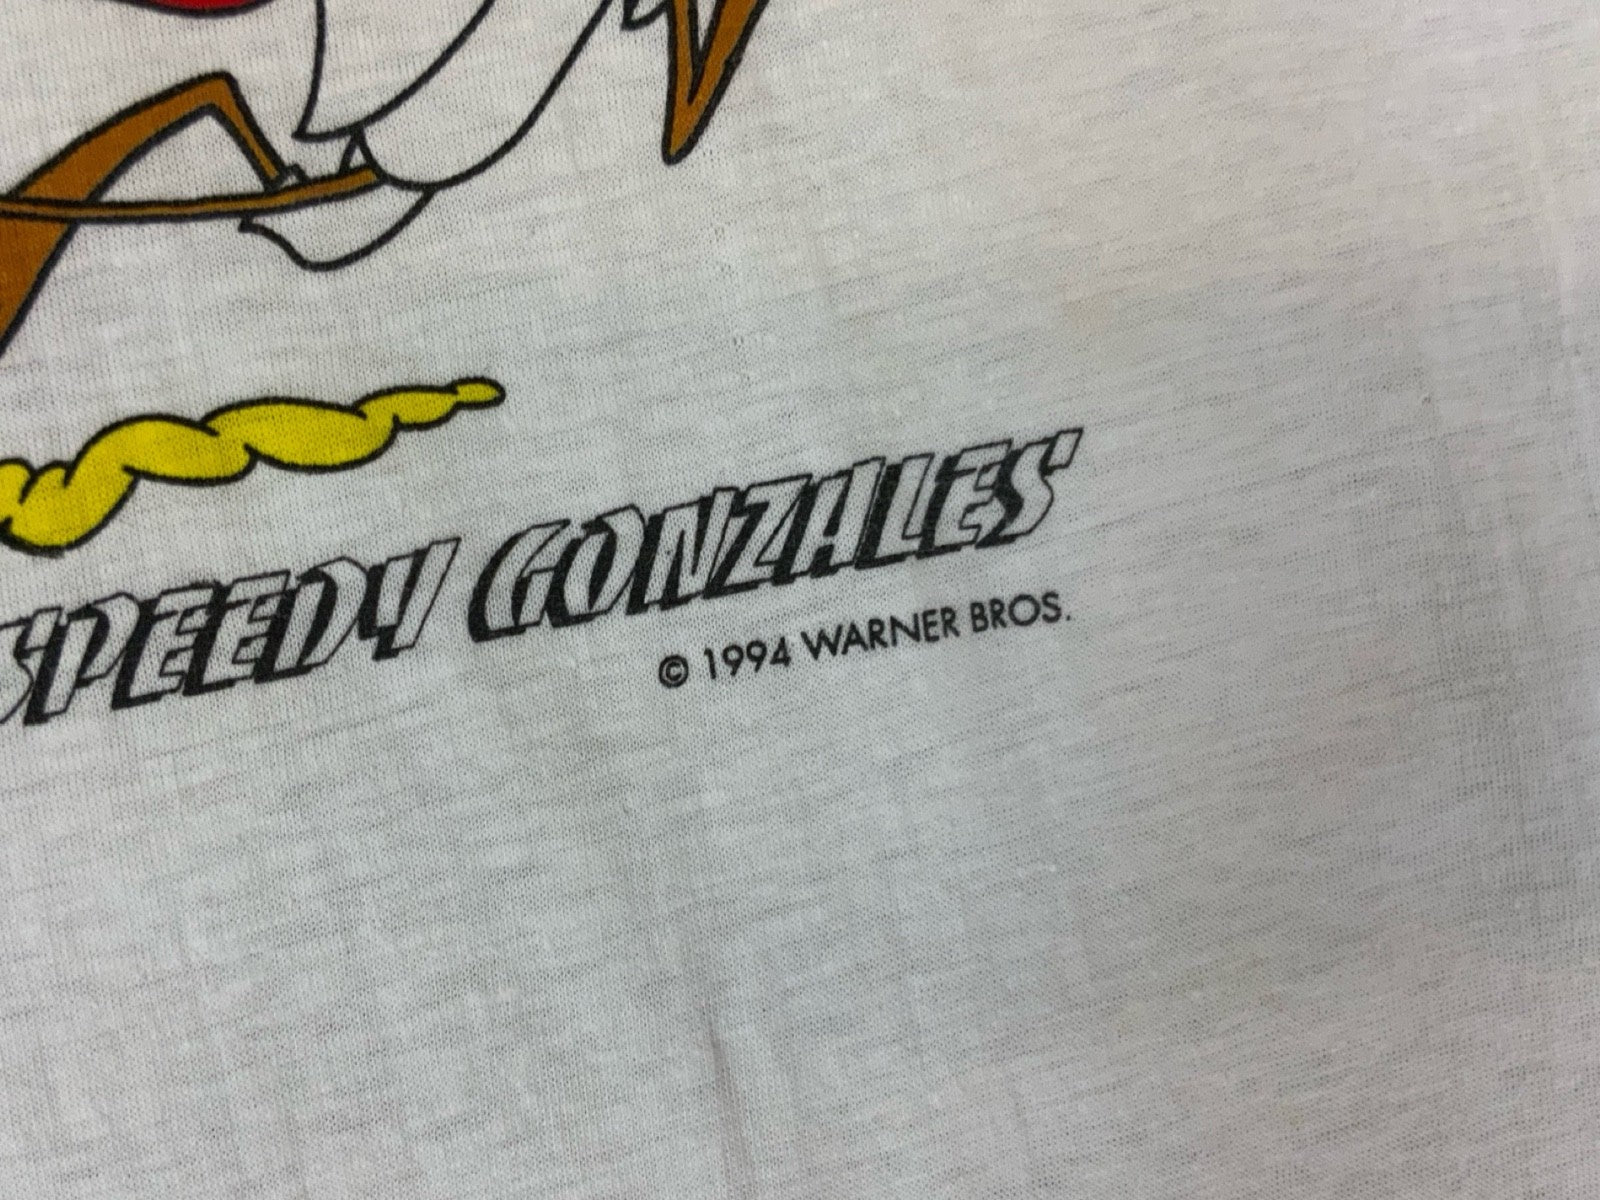 SPEEDY GONZALES
© 1994 WARNER BROS.